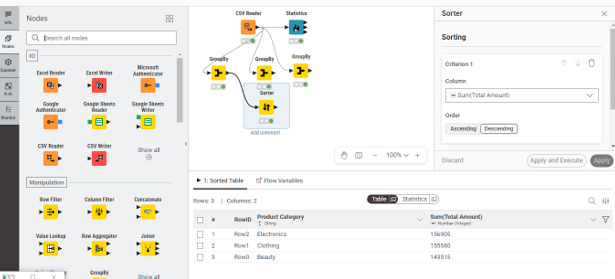 Info
Nodes
Explorer
K-AI
Monitor
Nodes
Search all nodes
IO
Excel Reader
Excel Writer
Microsoft
Authenticator
Google
Authenticator
Google Sheets
Reader
Google Sheets
Writer
CSV Reader
CSV Writer
Show all
Manipulation
Row Filter
Column Filter
Concatenate
Value Lookup
Row Aggregator
Joiner
GroupBy
Show all
CSV Reader
Statistics
GroupBy
GroupBy
GroupBy
Sorter
Add comment
100%
Sorter
Sorting
Criterion 1
Column
Sum(Total Amount)
Order
Ascending
Descending
Discard
Apply and Execute
Apply
1: Sorted Table
Flow Variables
Rows: 3 | Columns: 2
Table
Statistics
# RowID Product Category Sum(Total Amount)
String Number (Integer)
1 Row2 Electronics 156905
2 Row1 Clothing 155580
3 Row0 Beauty 143515